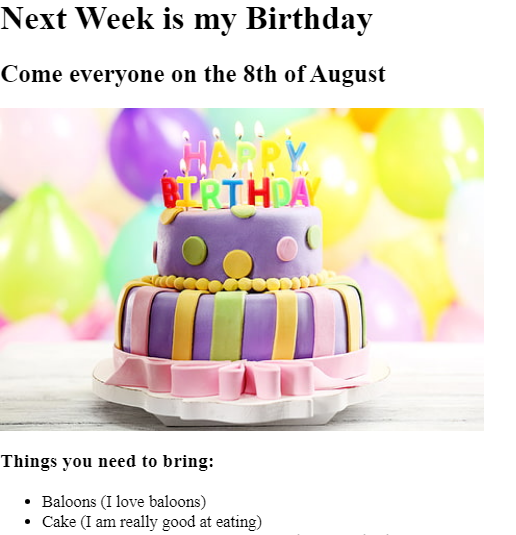 Next Week is my Birthday
Come everyone on the 8th of August
HAPPY
BIRTHDAY
Things you need to bring:
Baloons (I love baloons)
Cake (I am really good at eating)